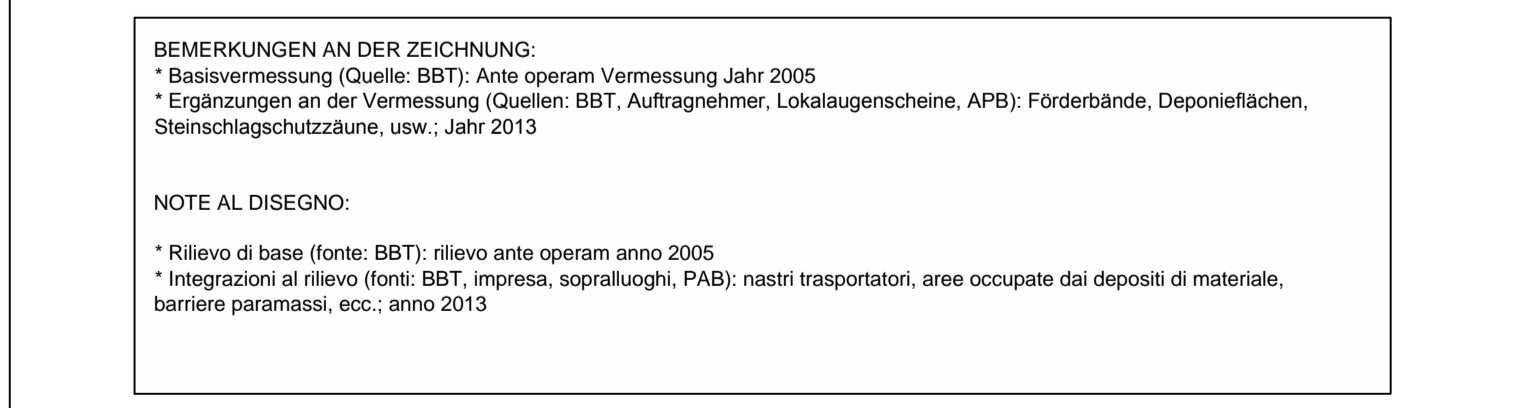 BEMERKUNGEN AN DER ZEICHNUNG:
* Basisvermessung (Quelle: BBT): Ante operam Vermessung Jahr 2005
* Ergänzungen an der Vermessung (Quellen: BBT, Auftragnehmer, Lokalaugenscheine, APB): Förderbände, Deponieflächen,
Steinschlagschutzzäune, usw.; Jahr 2013
NOTE AL DISEGNO:
* Rilievo di base (fonte: BBT): rilievo ante operam anno 2005
* Integrazioni al rilievo (fonti: BBT, impresa, sopralluoghi, PAB): nastri trasportatori, aree occupate dai depositi di materiale,
barriere paramassi, ecc.; anno 2013